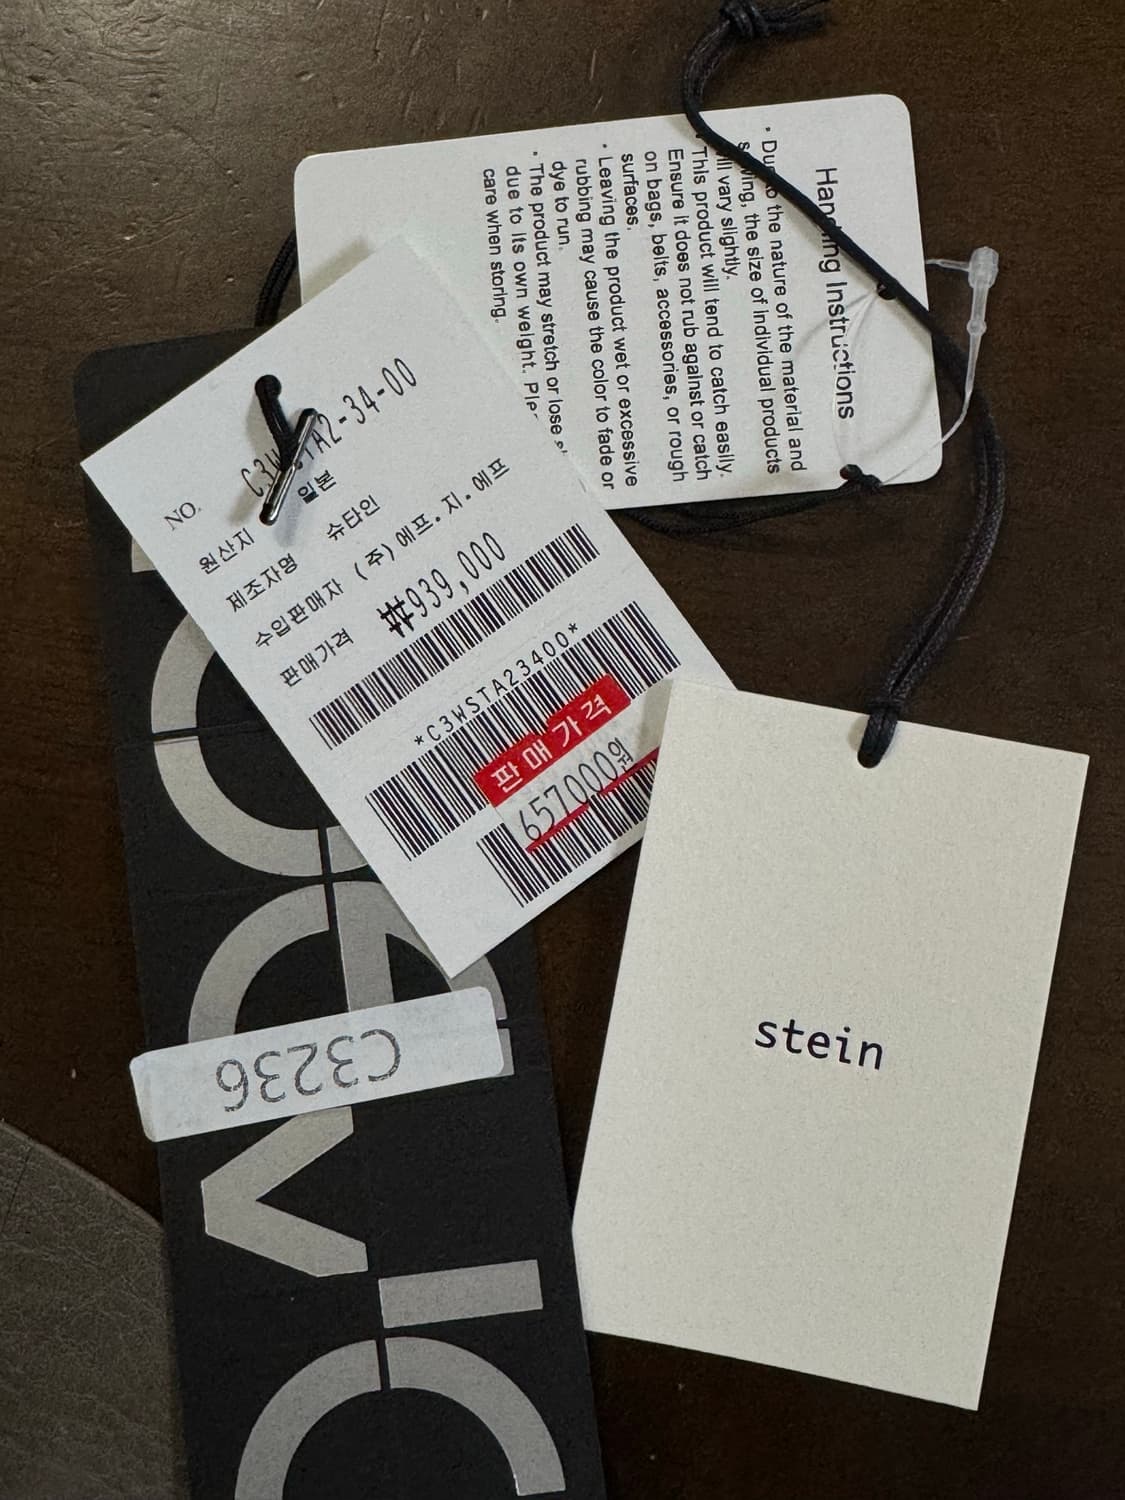 Handling Instructions
• Due to the nature of the material and
sewing, the size of individual products
will vary slightly.
This product will tend to catch easily.
Ensure it does not rub against or catch
on bags, belts, accessories, or rough
surfaces.
• Leaving the product wet or excessive
rubbing may cause the color to fade or
dye to run.
• The product may stretch or lose
due to its own weight.
care when storing.
NO. C3W STA2-34-00
원산지 일본
제조자명 슈타인
수입판매자 (주)에프.지.에프
판매가격 ₩939,000
*C3WSTA23400*
판매가격
657000원
C3236
stein